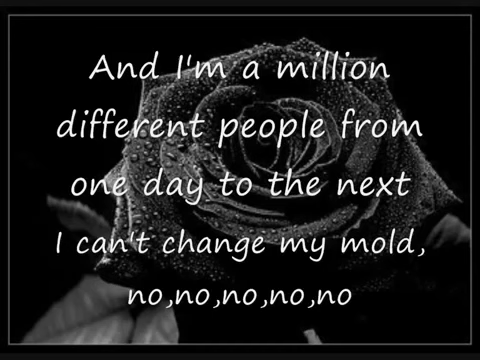 And I'm a million
different people from
one day to the next
I can't change my mold,
no,no,no,no,no